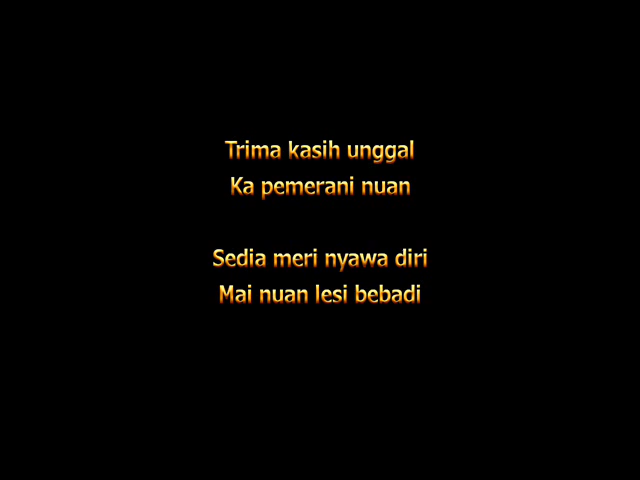 Trima kasih unggal
Ka pemerani nuan
Sedia meri nyawa diri
Mai nuan lesi bebadi